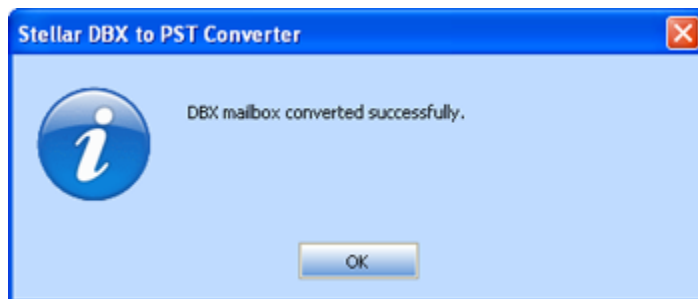 Stellar DBX to PST Converter
DBX mailbox converted successfully.
OK